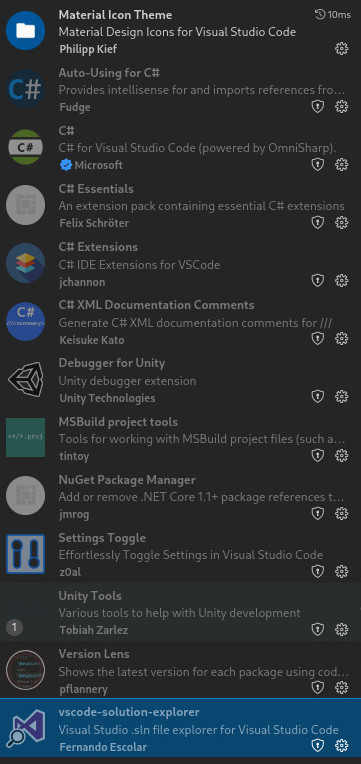 Material Icon Theme
10ms
Material Design Icons for Visual Studio Code
Philipp Kief
C#
Auto-Using for C#
Provides intellisense for and imports references fro...
Fudge
C#
C#
C# for Visual Studio Code (powered by OmniSharp).
Microsoft
C# Essentials
An extension pack containing essential C# extensions
Felix Schröter
C# Extensions
C# IDE Extensions for VSCode
jchannon
C#
///<summary>
C# XML Documentation Comments
Generate C# XML documentation comments for ///
Keisuke Kato
Debugger for Unity
Unity debugger extension
Unity Technologies
MSBuild project tools
Tools for working with MSBuild project files (such a...
tintoy
NuGet Package Manager
Add or remove .NET Core 1.1+ package references t...
jmrog
Settings Toggle
Effortlessly Toggle Settings in Visual Studio Code
z0al
Unity Tools
Various tools to help with Unity development
1
Tobiah Zarlez
Version Lens
Shows the latest version for each package using cod...
pflannery
vscode-solution-explorer
Visual Studio .sln file explorer for Visual Studio Code
Fernando Escolar